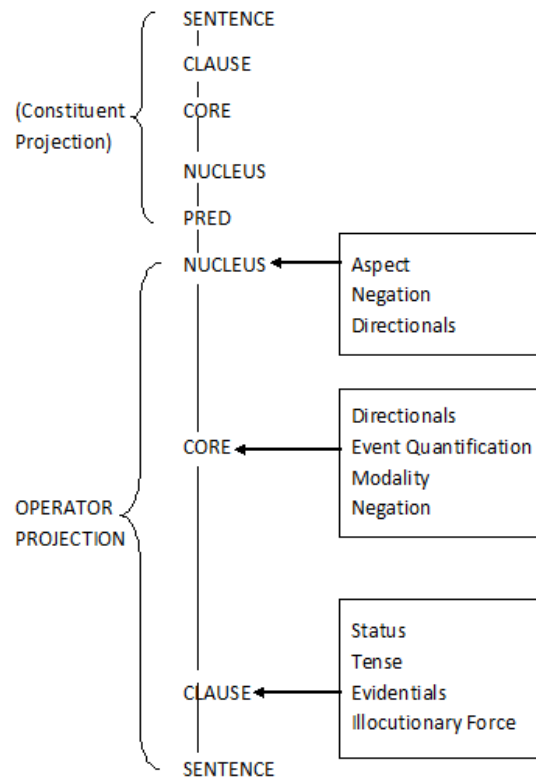 SENTENCE
CLAUSE
(Constituent
Projection)
CORE
NUCLEUS
PRED
NUCLEUS
Aspect
Negation
Directionals
CORE
Directionals
Event Quantification
Modality
Negation
OPERATOR
PROJECTION
CLAUSE
Status
Tense
Evidentials
Illocutionary Force
SENTENCE